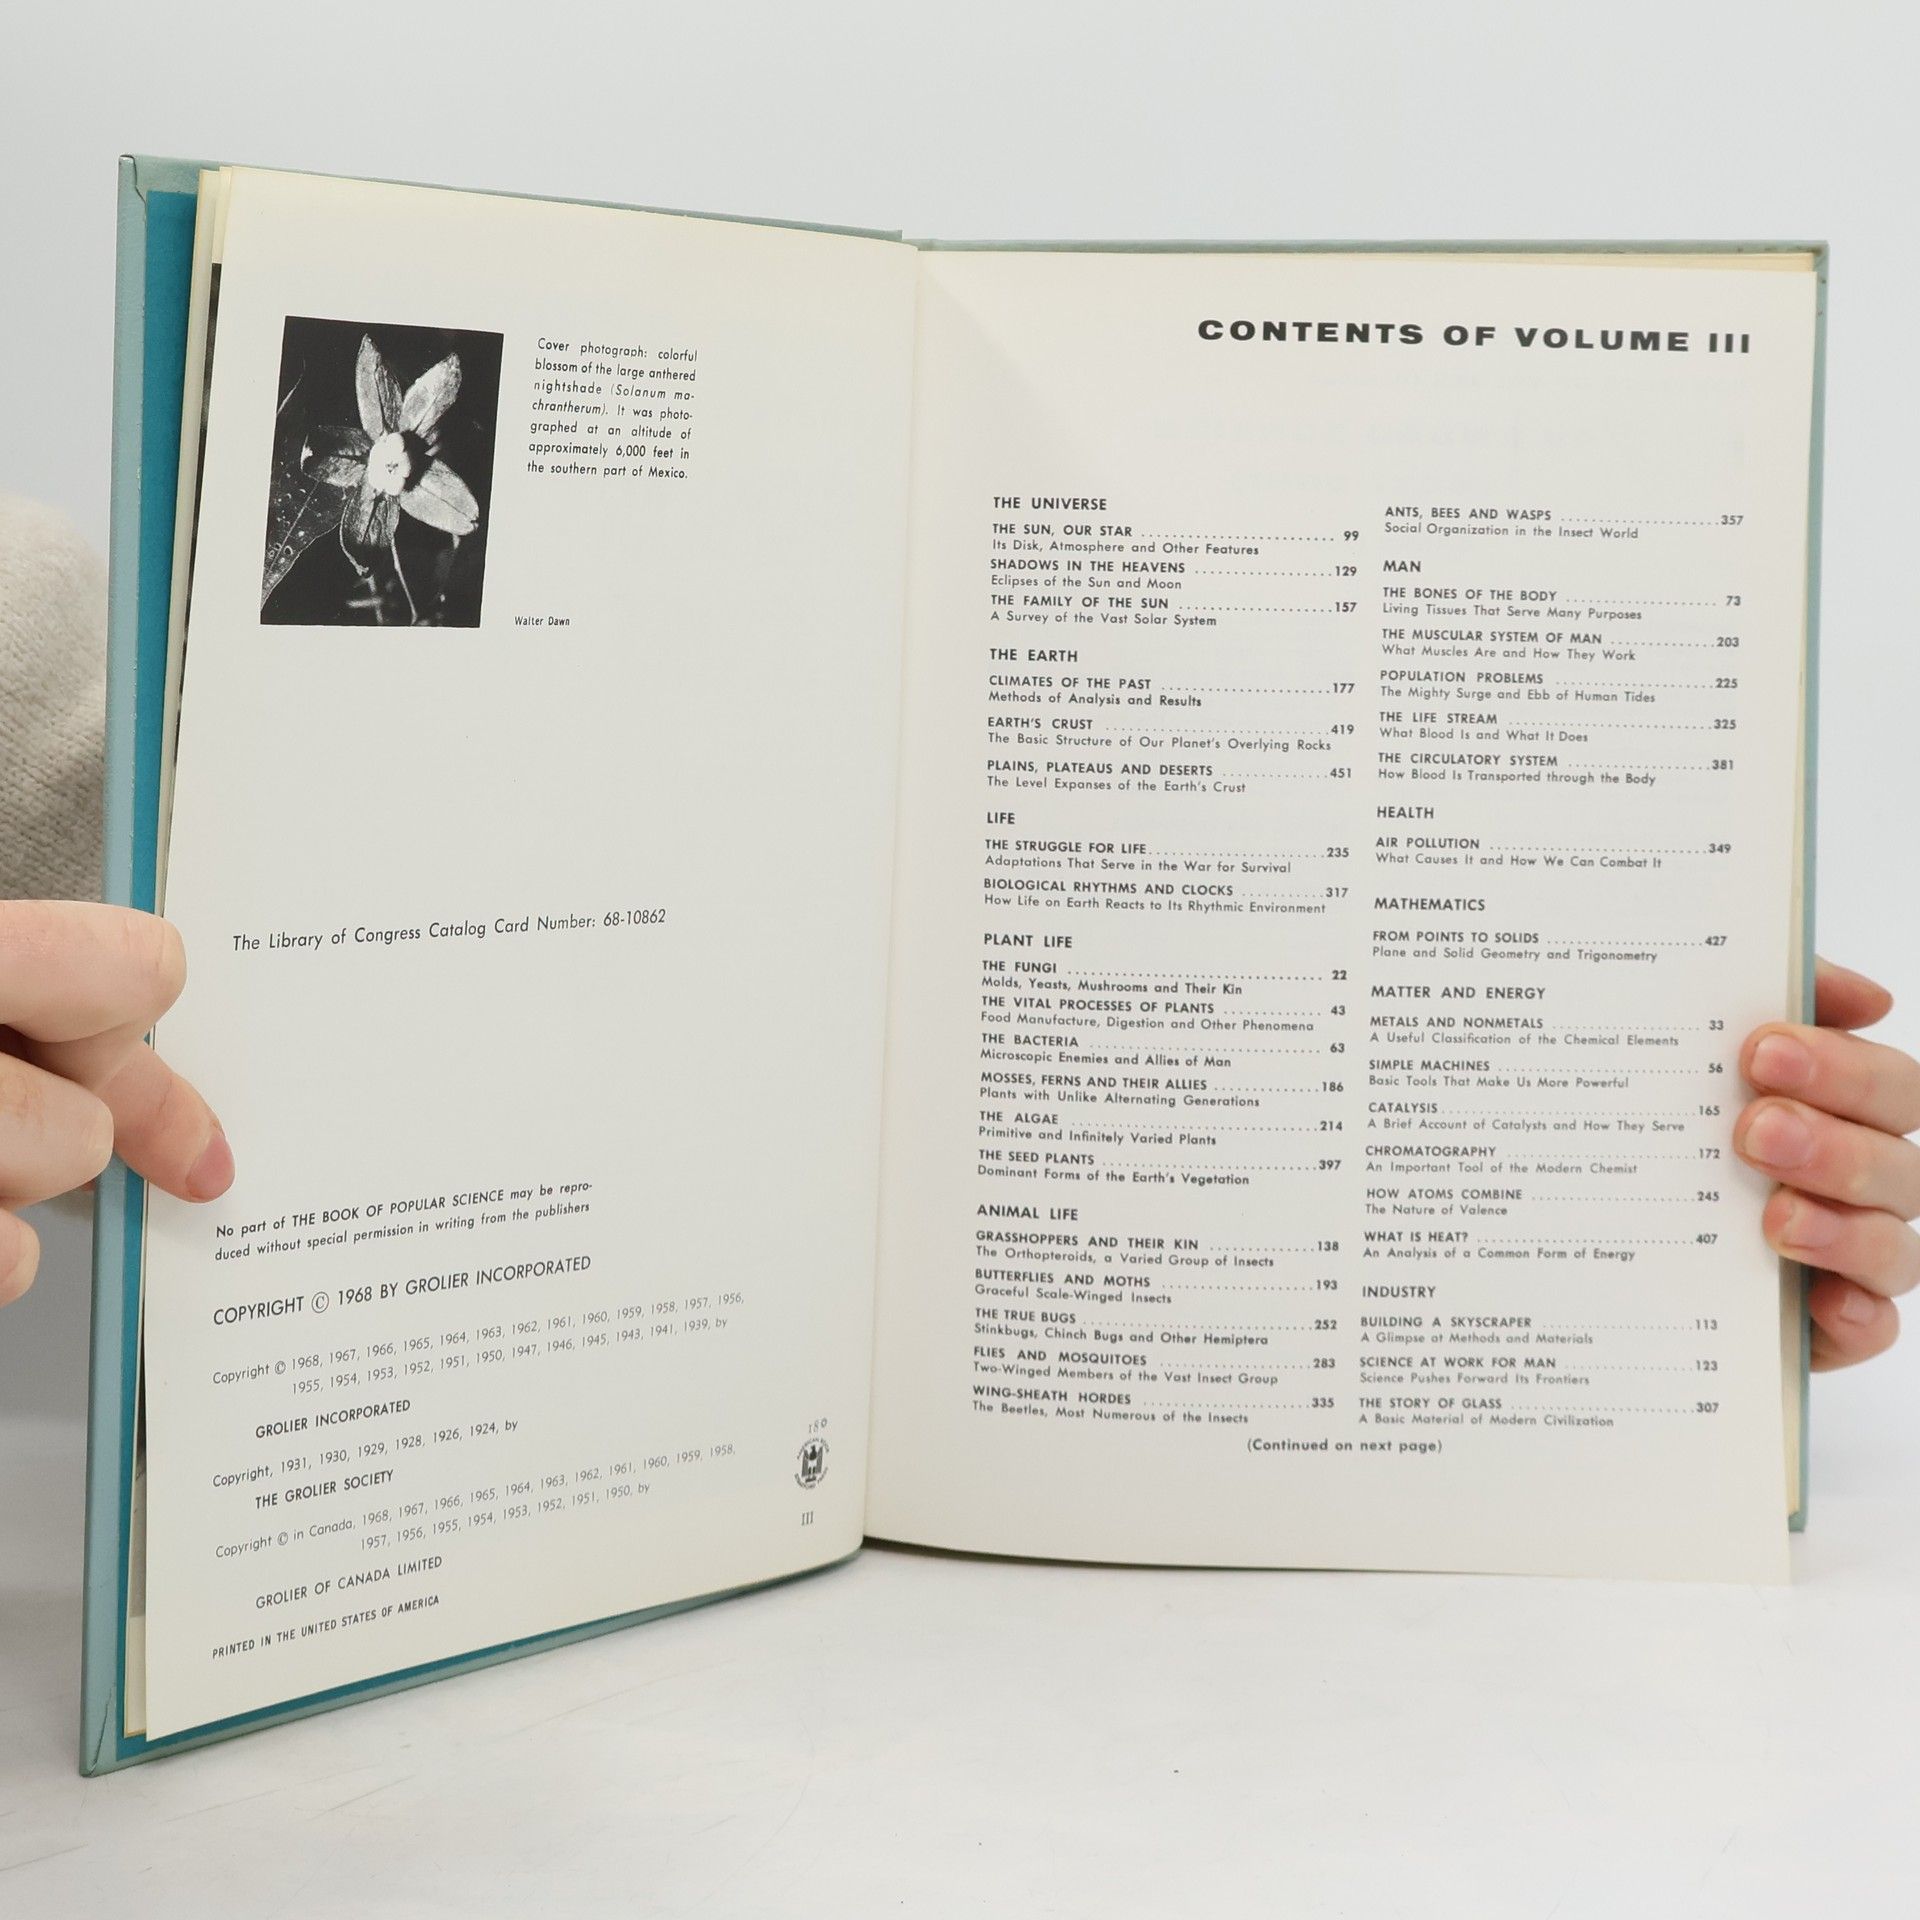 Cover photograph: colorful
blossom of the large anthered
nightshade (Solanum ma-
chrantherum). It was photo-
graphed at an altitude of
approximately 6,000 feet in
the southern part of Mexico.
Walter Dawn
The Library of Congress Catalog Card Number: 68-10862
No part of THE BOOK OF POPULAR SCIENCE may be repro-
duced without special permission in writing from the publishers
COPYRIGHT © 1968 BY GROLIER INCORPORATED
Copyright © 1968, 1967, 1966, 1965, 1964, 1963, 1962, 1961, 1960, 1959, 1958, 1957, 1956,
1955, 1954, 1953, 1952, 1951, 1950, 1947, 1946, 1945, 1943, 1941, 1939, by
GROLIER INCORPORATED
Copyright, 1931, 1930, 1929, 1928, 1926, 1924, by
THE GROLIER SOCIETY
Copyright © in Canada, 1968, 1967, 1966, 1965, 1964, 1963, 1962, 1961, 1960, 1959, 1958,
1957, 1956, 1955, 1954, 1953, 1952, 1951, 1950, by
GROLIER OF CANADA LIMITED
PRINTED IN THE UNITED STATES OF AMERICA
180
III
CONTENTS OF VOLUME III
THE UNIVERSE
THE SUN, OUR STAR ........ 99
Its Disk, Atmosphere and Other Features
SHADOWS IN THE HEAVENS ........ 129
Eclipses of the Sun and Moon
THE FAMILY OF THE SUN ........ 157
A Survey of the Vast Solar System
THE EARTH
CLIMATES OF THE PAST ........ 177
Methods of Analysis and Results
EARTH'S CRUST ........ 419
The Basic Structure of Our Planet's Overlying Rocks
PLAINS, PLATEAUS AND DESERTS ........ 451
The Level Expanses of the Earth's Crust
LIFE
THE STRUGGLE FOR LIFE ........ 235
Adaptations That Serve in the War for Survival
BIOLOGICAL RHYTHMS AND CLOCKS ........ 317
How Life on Earth Reacts to Its Rhythmic Environment
PLANT LIFE
THE FUNGI ........ 22
Molds, Yeasts, Mushrooms and Their Kin
THE VITAL PROCESSES OF PLANTS ........ 43
Food Manufacture, Digestion and Other Phenomena
THE BACTERIA ........ 63
Microscopic Enemies and Allies of Man
MOSSES, FERNS AND THEIR ALLIES ........ 186
Plants with Unlike Alternating Generations
THE ALGAE ........ 214
Primitive and Infinitely Varied Plants
THE SEED PLANTS ........ 397
Dominant Forms of the Earth's Vegetation
ANIMAL LIFE
GRASSHOPPERS AND THEIR KIN ........ 138
The Orthopteroids, a Varied Group of Insects
BUTTERFLIES AND MOTHS ........ 193
Graceful Scale-Winged Insects
THE TRUE BUGS ........ 252
Stinkbugs, Chinch Bugs and Other Hemiptera
FLIES AND MOSQUITOES ........ 283
Two-Winged Members of the Vast Insect Group
WING-SHEATH HORDES ........ 335
The Beetles, Most Numerous of the Insects
ANTS, BEES AND WASPS ........ 357
Social Organization in the Insect World
MAN
THE BONES OF THE BODY ........ 73
Living Tissues That Serve Many Purposes
THE MUSCULAR SYSTEM OF MAN ........ 203
What Muscles Are and How They Work
POPULATION PROBLEMS ........ 225
The Mighty Surge and Ebb of Human Tides
THE LIFE STREAM ........ 325
What Blood Is and What It Does
THE CIRCULATORY SYSTEM ........ 381
How Blood Is Transported through the Body
HEALTH
AIR POLLUTION ........ 349
What Causes It and How We Can Combat It
MATHEMATICS
FROM POINTS TO SOLIDS ........ 427
Plane and Solid Geometry and Trigonometry
MATTER AND ENERGY
METALS AND NONMETALS ........ 33
A Useful Classification of the Chemical Elements
SIMPLE MACHINES ........ 56
Basic Tools That Make Us More Powerful
CATALYSIS ........ 165
A Brief Account of Catalysts and How They Serve
CHROMATOGRAPHY ........ 172
An Important Tool of the Modern Chemist
HOW ATOMS COMBINE ........ 245
The Nature of Valence
WHAT IS HEAT? ........ 407
An Analysis of a Common Form of Energy
INDUSTRY
BUILDING A SKYSCRAPER ........ 113
A Glimpse at Methods and Materials
SCIENCE AT WORK FOR MAN ........ 123
Science Pushes Forward Its Frontiers
THE STORY OF GLASS ........ 307
A Basic Material of Modern Civilization
(Continued on next page)